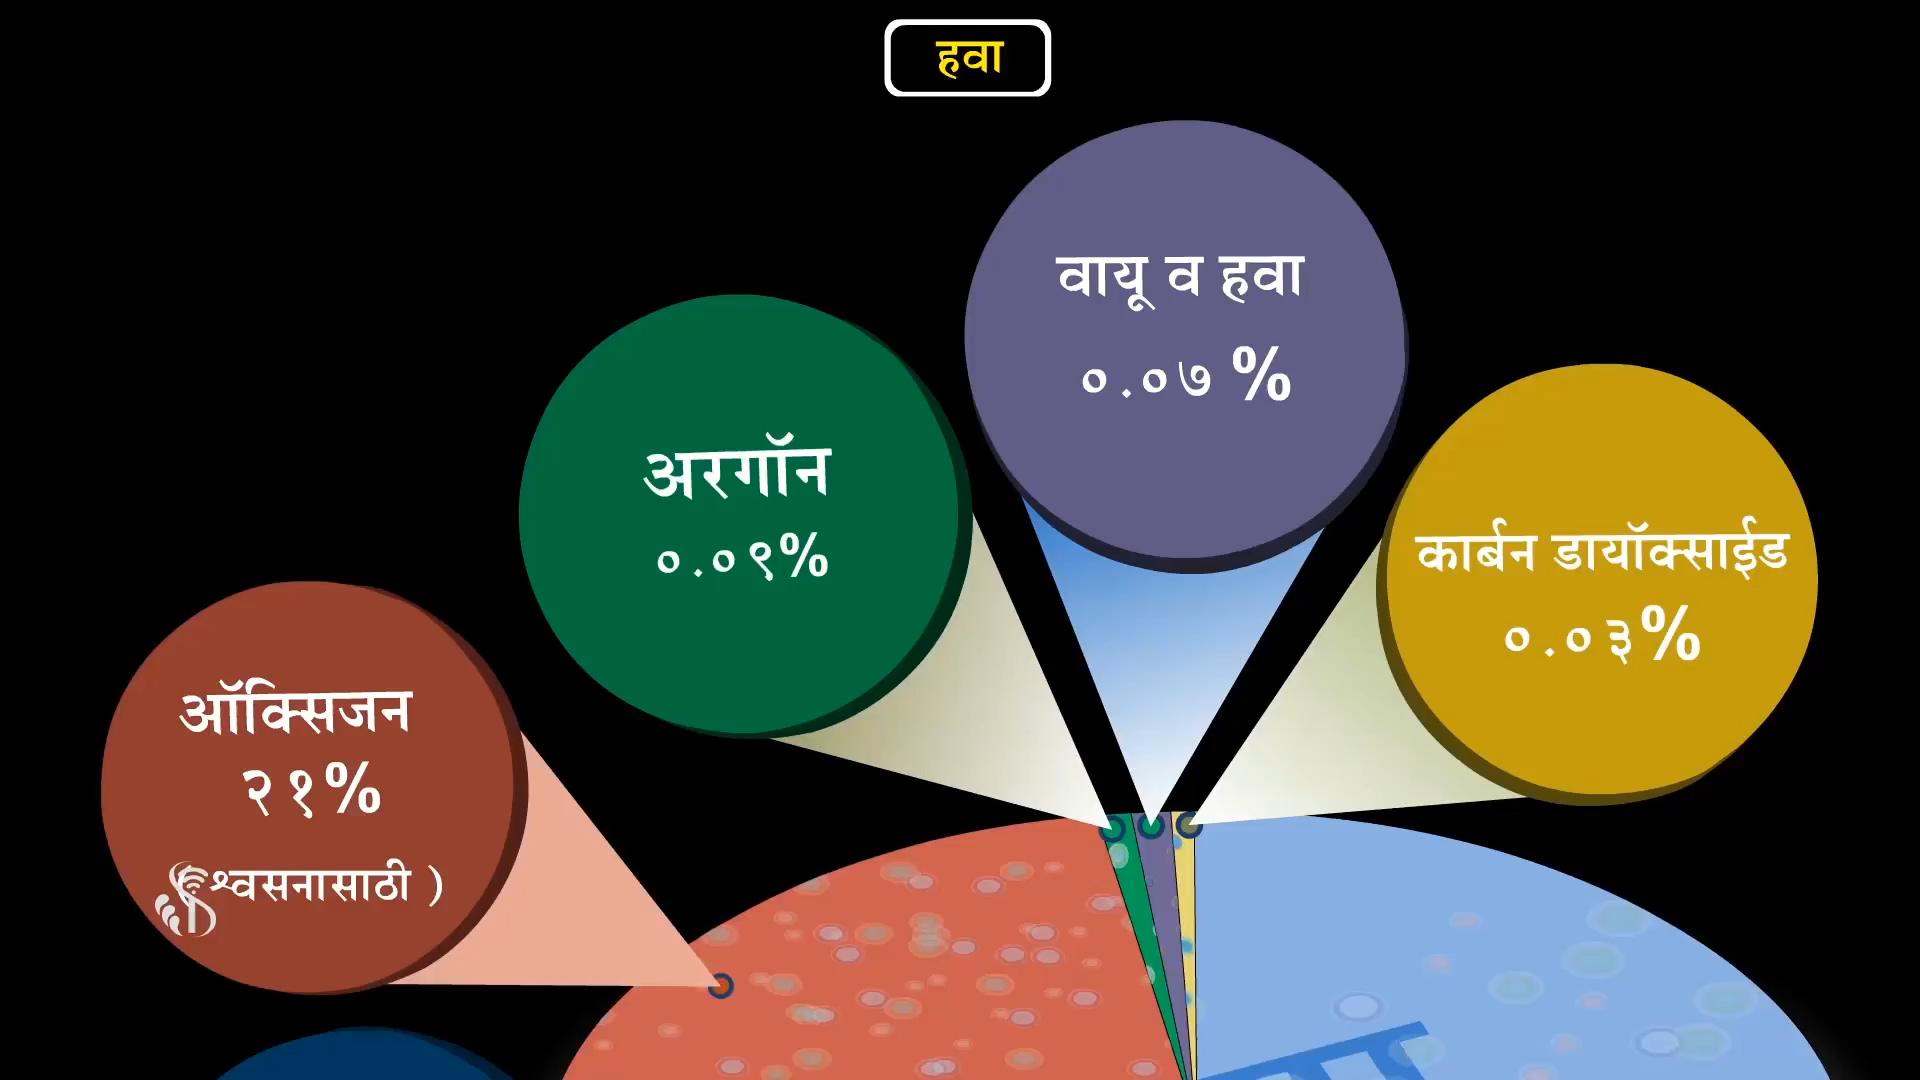 हवा
वायू व हवा
०.०७ %
अरगॉन
०.०९%
कार्बन डायॉक्साईड
०.०३%
ऑक्सिजन
२१%
( श्वसनासाठी )